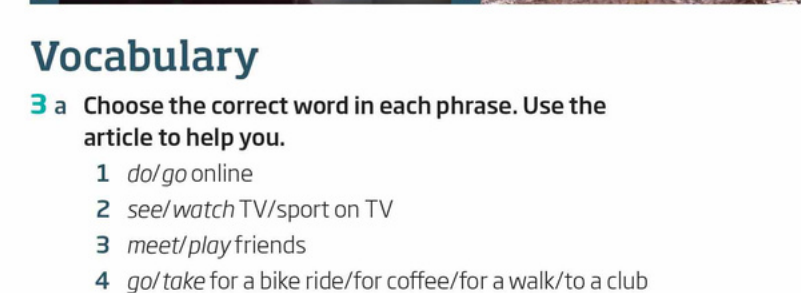 Vocabulary
3 a Choose the correct word in each phrase. Use the
article to help you.
1 do/go online
2 see/watch TV/sport on TV
3 meet/play friends
4 go/take for a bike ride/for coffee/for a walk/to a club